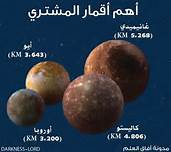 أهم أقمار المشتري
غانيميدي
(KM 5.268)
أيو
(KM 3.643)
أوروبا
(KM 3.200)
كاليستو
(KM 4.806)
DARKNESS-LORD
مدونة آفاق العلم